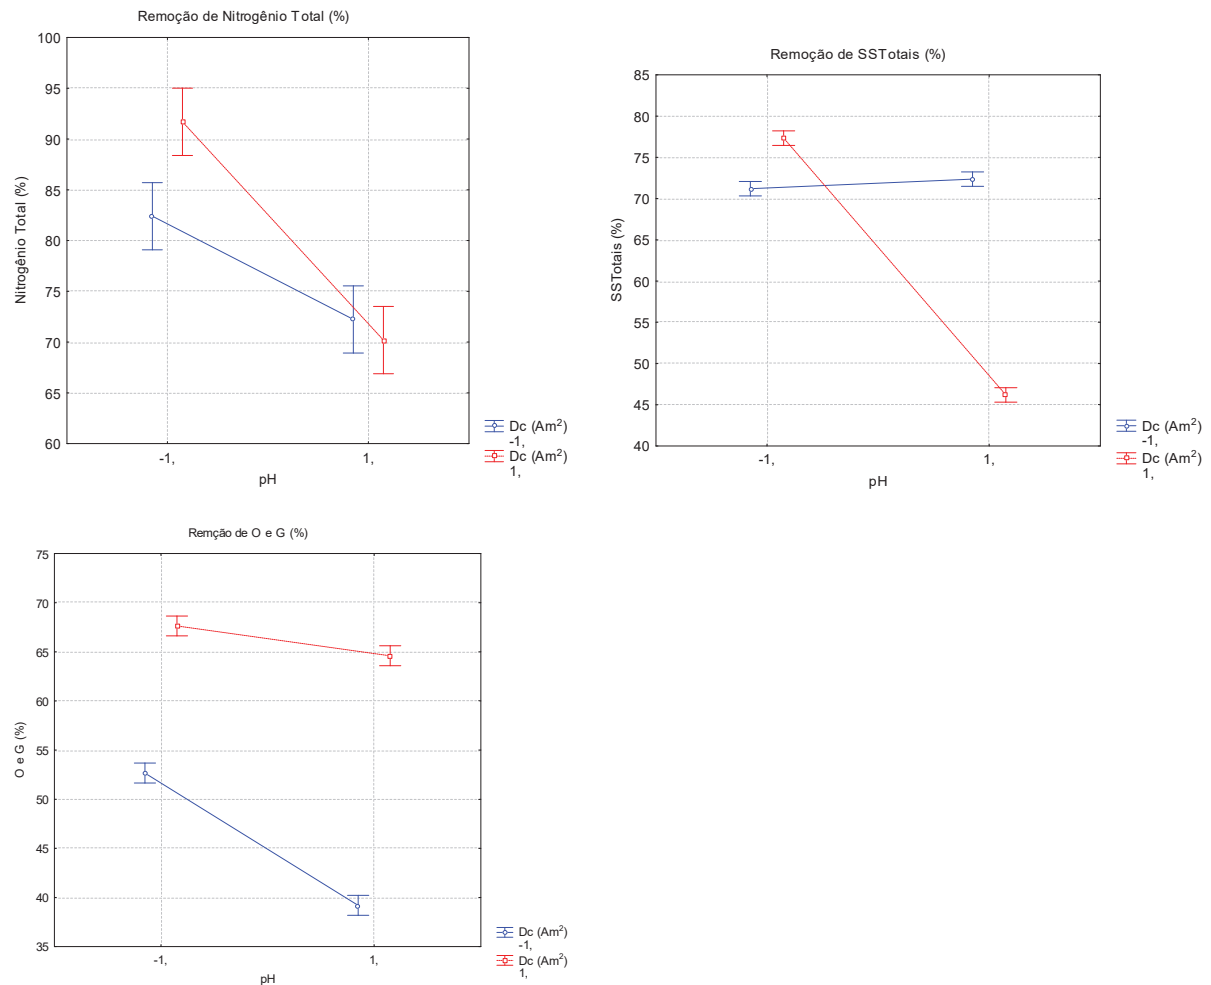 Remoção de Nitrogênio Total (%)
100
95
90
85
80
75
70
65
60
Nitrogênio Total (%)
-1,
1,
pH
Dc (Am²)
-1,
Dc (Am²)
1,
Remoção de SSTotais (%)
85
80
75
70
65
60
55
50
45
40
SSTotais (%)
-1,
1,
pH
Dc (Am²)
-1,
Dc (Am²)
1,
Remção de O e G (%)
75
70
65
60
55
50
45
40
35
O e G (%)
-1,
1,
pH
Dc (Am²)
-1,
Dc (Am²)
1,